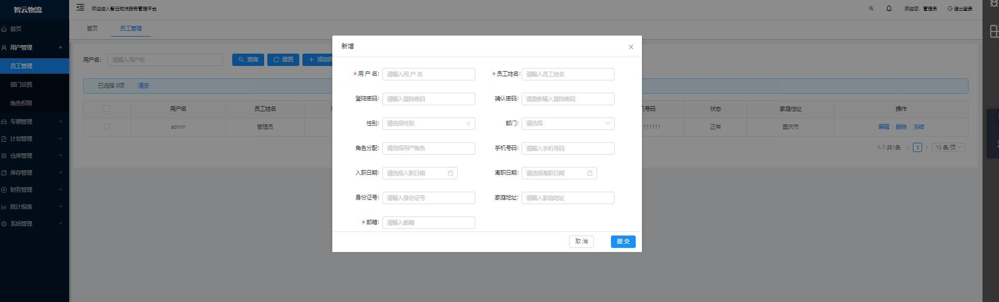 智云物流
欢迎进入智云物流服务管理平台
欢迎您，管理员
退出登录
首页
用户管理
员工管理
部门设置
角色权限
车辆管理
计划管理
仓库管理
库存管理
财务管理
统计报表
系统管理
首页 员工管理
用户名： 请输入用户名 查询 重置 添加用
已选择 0项 清空
用户名 员工姓名 机号码 状态 家庭住址 操作
admin 管理员 111111 正常 重庆市 编辑 删除 冻结
1-1 共1条 < 1 > 10 条/页
新增
*用 户 名: 请输入用 户 名 *员工姓名: 请输入员工姓名
登陆密码: 请输入登陆密码 确认密码: 请重新输入登陆密码
性别: 请选择性别 部门: 请选择
角色分配: 请选择用户角色 手机号码: 请输入手机号码
入职日期: 请选择入职日期 离职日期: 请选择离职日期
身份证号: 请输入身份证号 家庭地址: 请输入家庭地址
*邮箱: 请输入邮箱
取 消 提 交